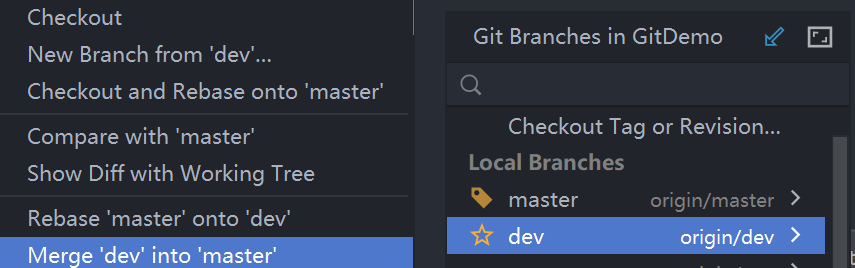 Checkout
New Branch from 'dev'...
Checkout and Rebase onto 'master'
Compare with 'master'
Show Diff with Working Tree
Rebase 'master' onto 'dev'
Merge 'dev' into 'master'
Git Branches in GitDemo
Checkout Tag or Revision...
Local Branches
master origin/master
dev origin/dev